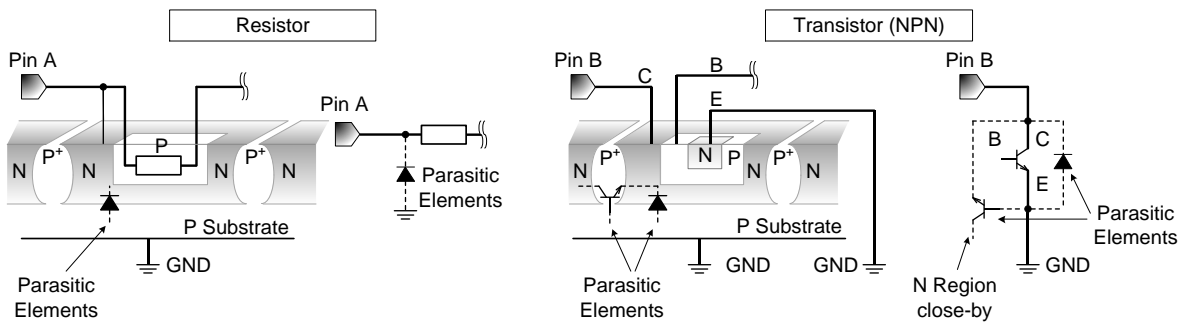 Resistor
Transistor (NPN)
Pin A
Pin A
N
P+
N
P
N
P+
N
Parasitic
Elements
P Substrate
GND
Parasitic
Elements
Pin B
C
B
E
N
P+
N
N
P
P+
N
P Substrate
GND
GND
Parasitic
Elements
Pin B
B
C
E
Parasitic
Elements
GND
N Region
close-by